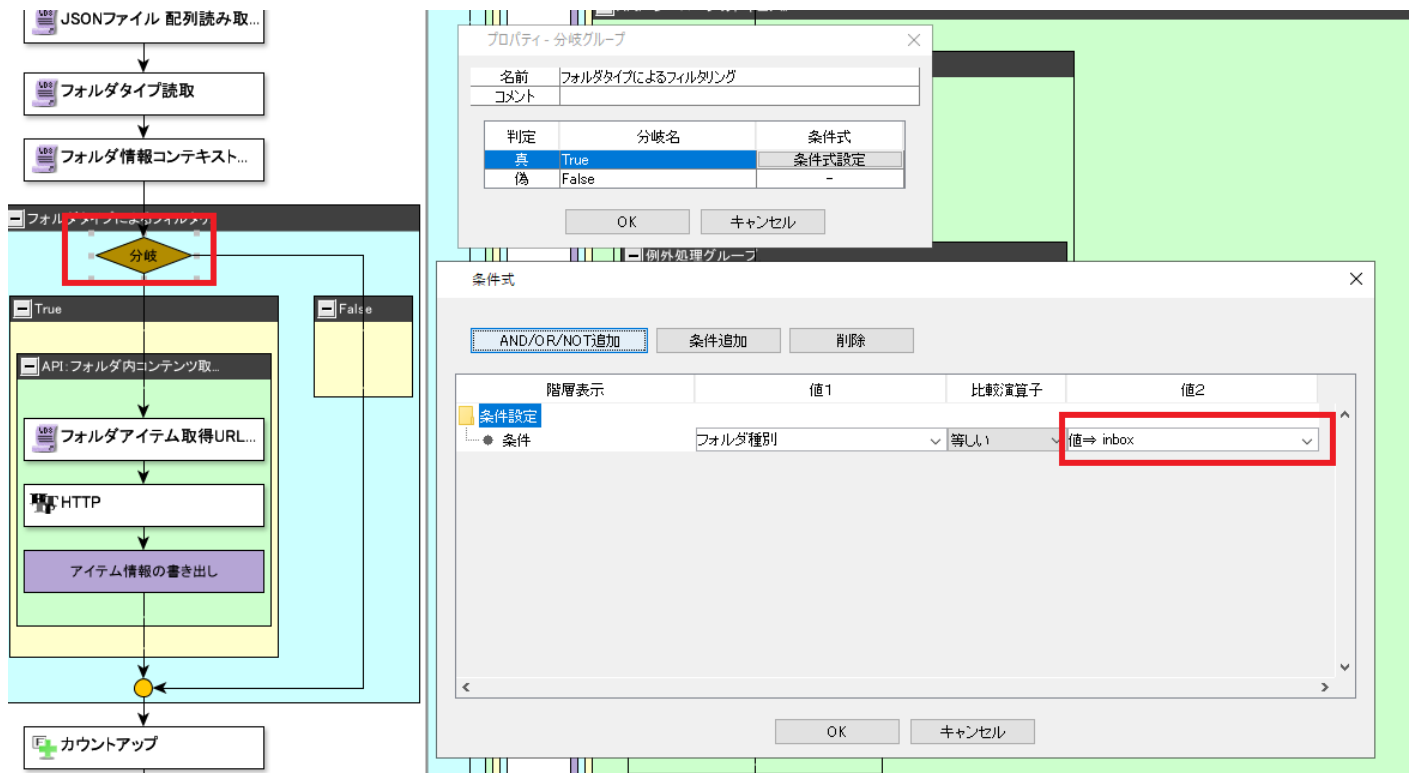 JSONファイル 配列読み取...
フォルダタイプ読取
フォルダ情報コンテキスト...
分岐
True
False
API:フォルダ内コンテンツ取...
フォルダアイテム取得URL...
HTTP
アイテム情報の書き出し
カウントアップ
プロパティ - 分岐グループ
名前 フォルダタイプによるフィルタリング
コメント
判定 分岐名 条件式
真 True 条件式設定
偽 False -
OK キャンセル
例外処理グループ
条件式
AND/OR/NOT追加 条件追加 削除
階層表示 値1 比較演算子 値2
条件設定
条件 フォルダ種別 等しい 値⇒ inbox
OK キャンセル